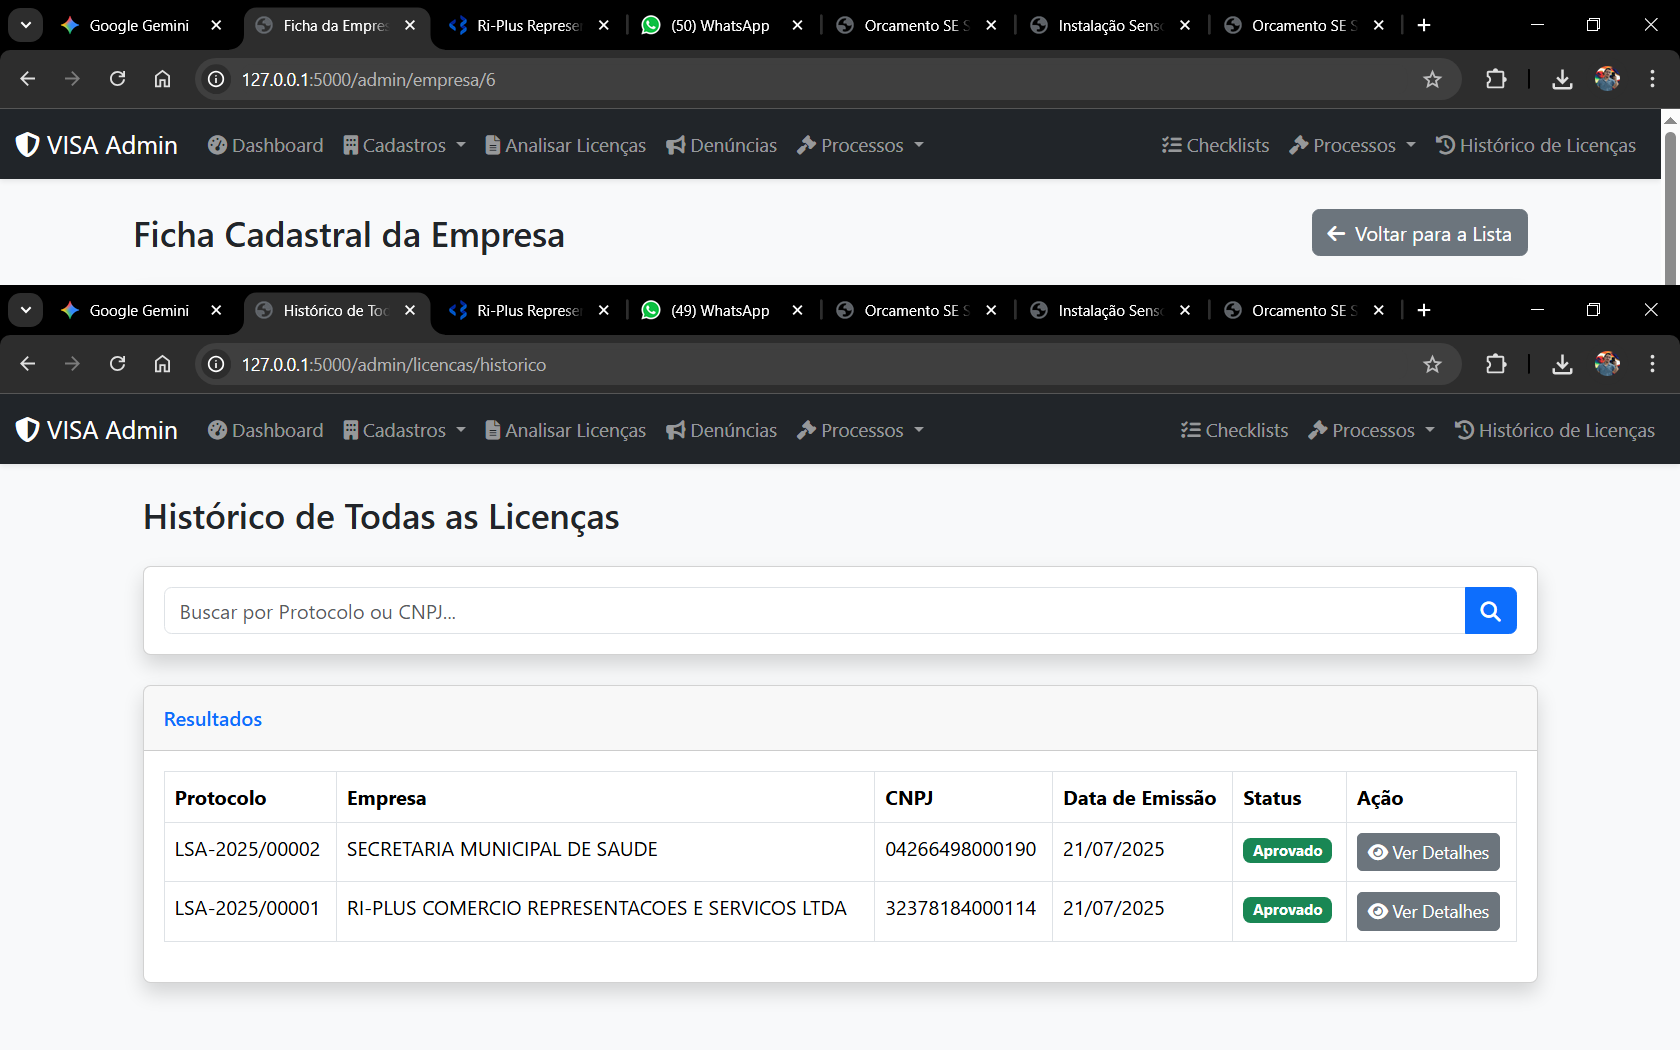 Google Gemini
Ficha da Empres
Ri-Plus Represe
(50) WhatsApp
Orcamento SE S
Instalação Senso
Orcamento SE S
127.0.0.1:5000/admin/empresa/6
VISA Admin Dashboard Cadastros Analisar Licenças Denúncias Processos Checklists Processos Histórico de Licenças
Ficha Cadastral da Empresa
Voltar para a Lista
Google Gemini
Histórico de Tod
Ri-Plus Represe
(49) WhatsApp
Orcamento SE S
Instalação Senso
Orcamento SE S
127.0.0.1:5000/admin/licencas/historico
VISA Admin Dashboard Cadastros Analisar Licenças Denúncias Processos Checklists Processos Histórico de Licenças
Histórico de Todas as Licenças
Buscar por Protocolo ou CNPJ...
Resultados
Protocolo Empresa CNPJ Data de Emissão Status Ação
LSA-2025/00002 SECRETARIA MUNICIPAL DE SAUDE 04266498000190 21/07/2025 Aprovado Ver Detalhes
LSA-2025/00001 RI-PLUS COMERCIO REPRESENTACOES E SERVICOS LTDA 32378184000114 21/07/2025 Aprovado Ver Detalhes